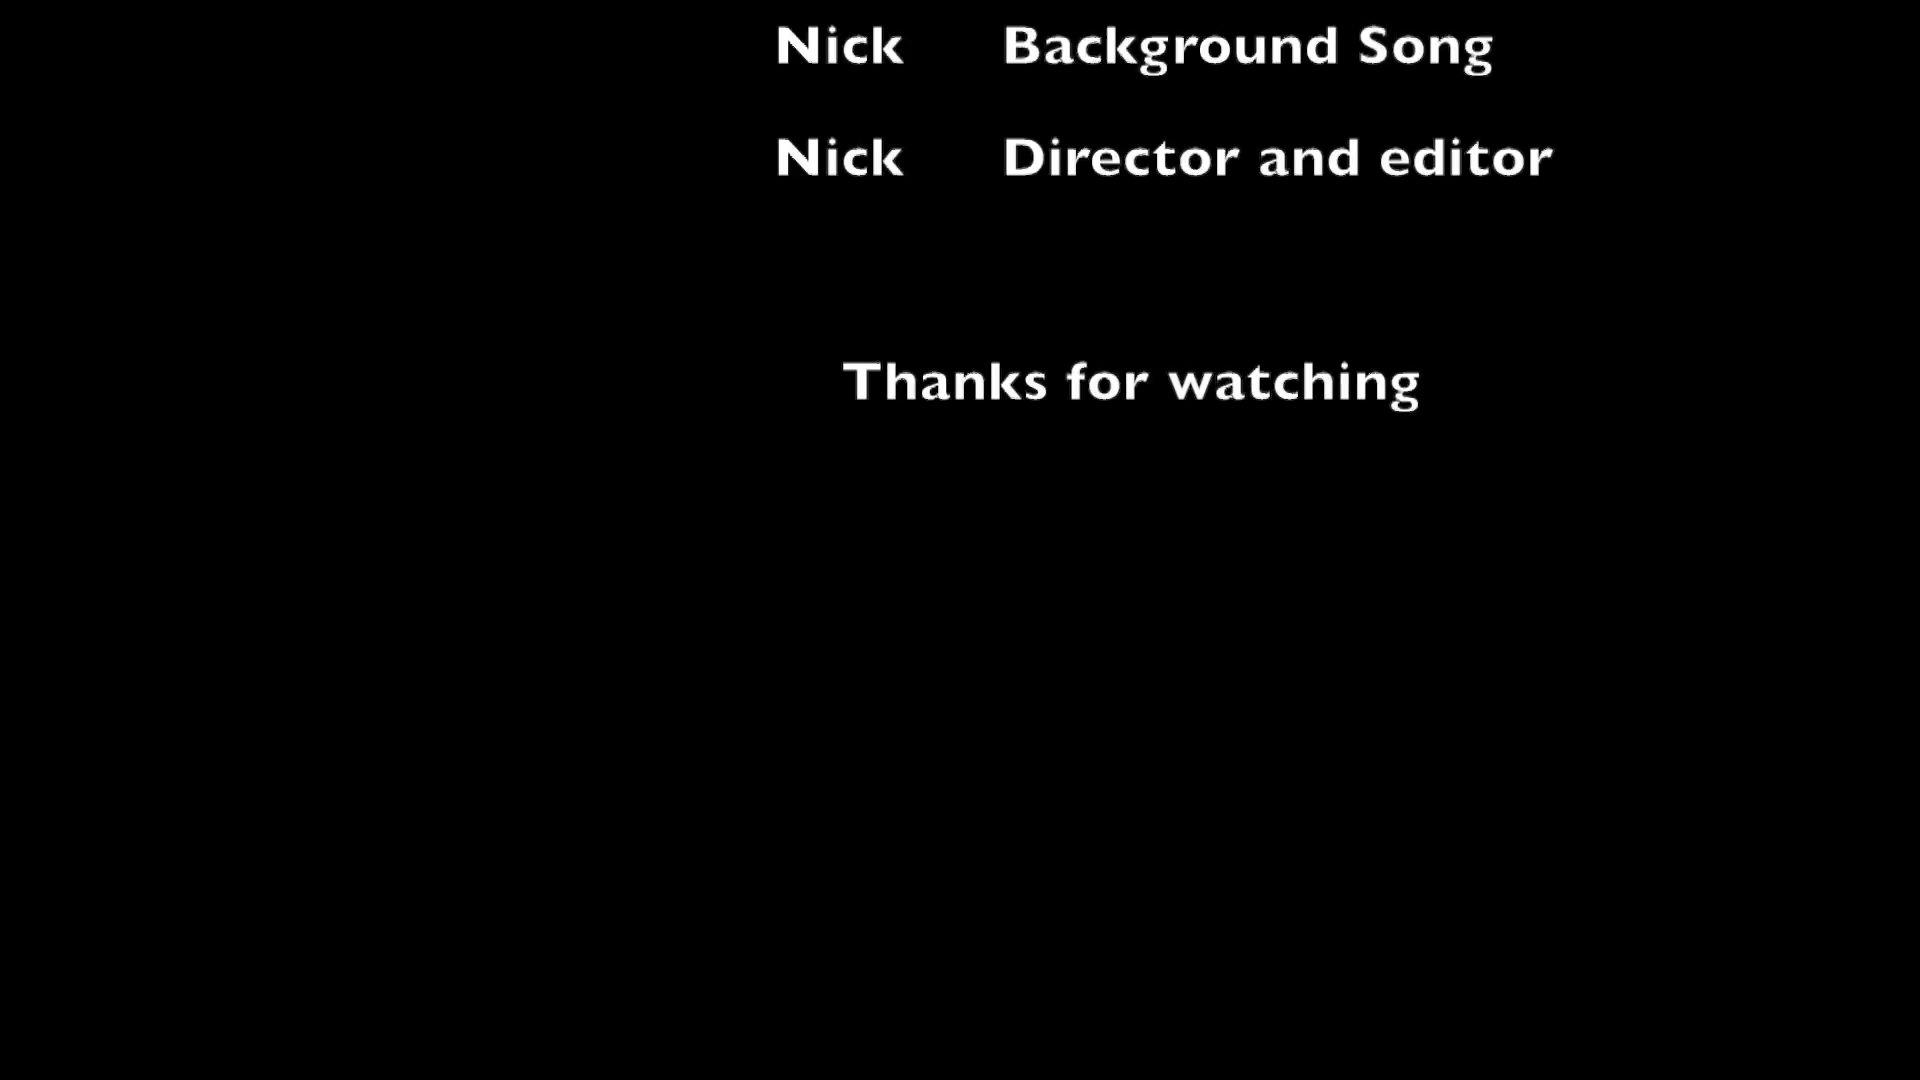 Nick Background Song
Nick Director and editor
Thanks for watching